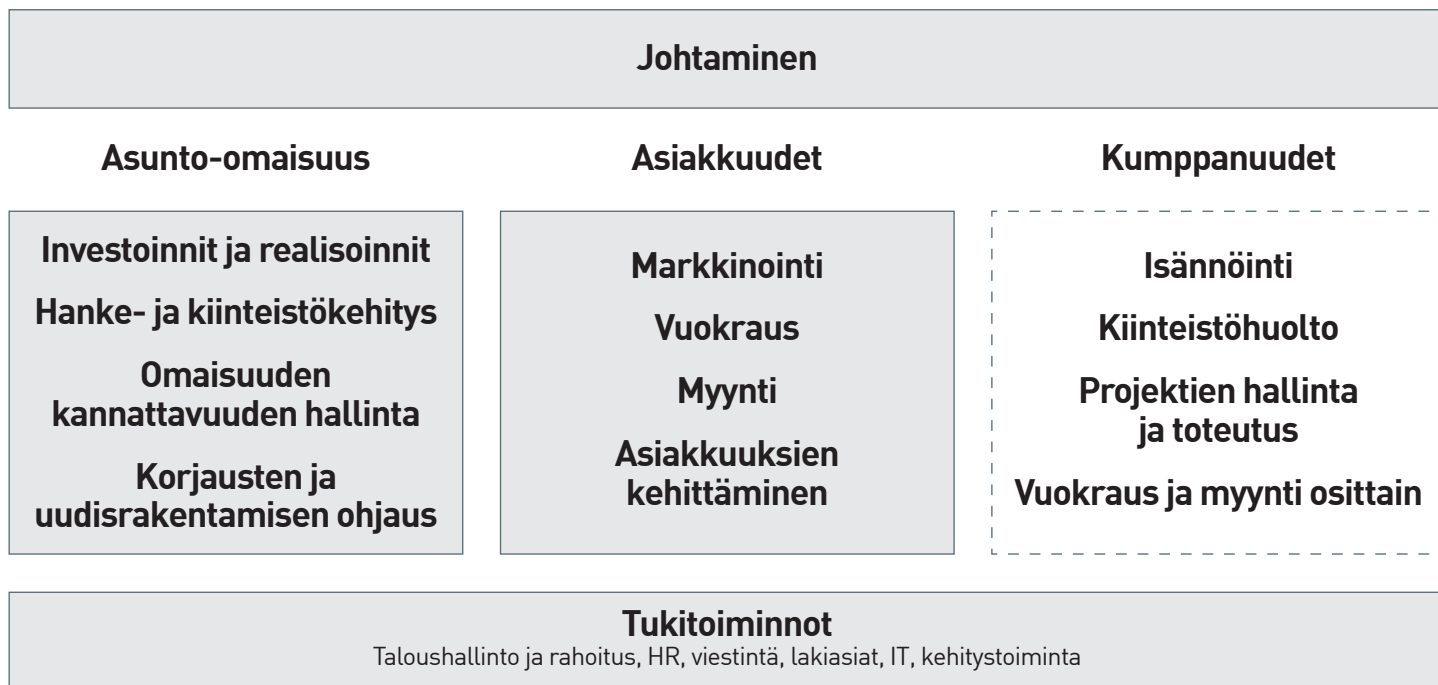 Johtaminen
Asunto-omaisuus
Investoinnit ja realisoinnit
Hanke- ja kiinteistökehitys
Omaisuuden
kannattavuuden hallinta
Korjausten ja
uudisrakentamisen ohjaus
Asiakkuudet
Markkinointi
Vuokraus
Myynti
Asiakkuuksien
kehittäminen
Kumppanuudet
Isännöinti
Kiinteistöhuolto
Projektien hallinta
ja toteutus
Vuokraus ja myynti osittain
Tukitoiminnot
Taloushallinto ja rahoitus, HR, viestintä, lakiasiat, IT, kehitystoiminta